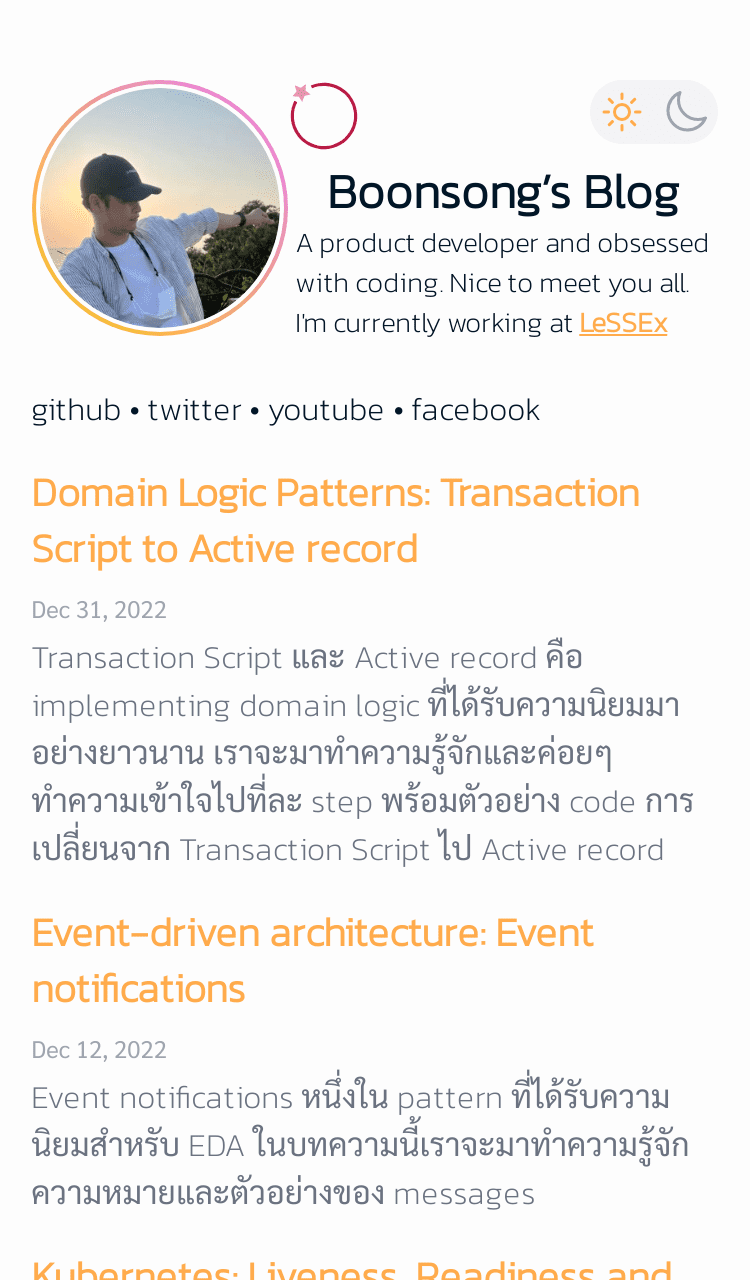 Boonsong’s Blog
A product developer and obsessed
with coding. Nice to meet you all.
I'm currently working at LeSSEx
github • twitter • youtube • facebook
Domain Logic Patterns: Transaction
Script to Active record
Dec 31, 2022
Transaction Script และ Active record คือ
implementing domain logic ที่ได้รับความนิยมมา
อย่างยาวนาน เราจะมาทำความรู้จักและค่อยๆ
ทำความเข้าใจไปที่ละ step พร้อมตัวอย่าง code การ
เปลี่ยนจาก Transaction Script ไป Active record
Event-driven architecture: Event
notifications
Dec 12, 2022
Event notifications หนึ่งใน pattern ที่ได้รับความ
นิยมสำหรับ EDA ในบทความนี้เราจะมาทำความรู้จัก
ความหมายและตัวอย่างของ messages
Kubernetes: Liveness, Readiness and